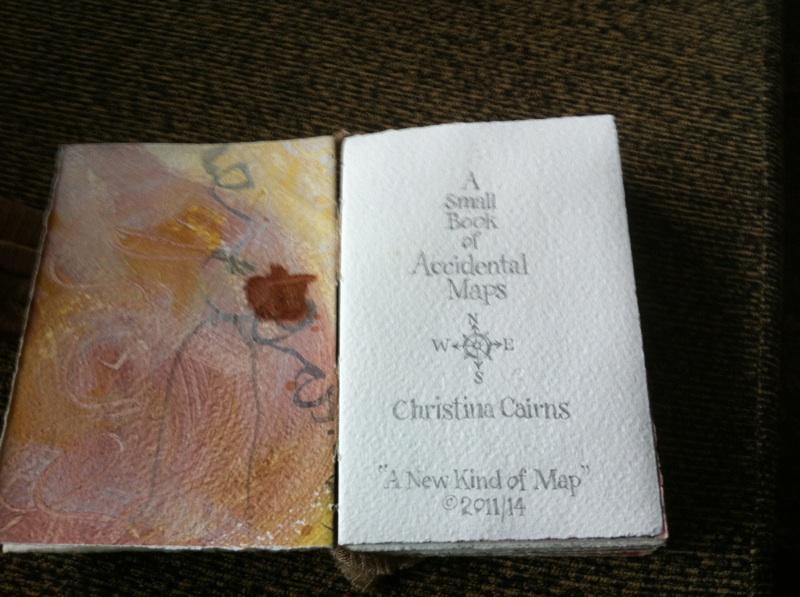 A
Small
Book
of
Accidental
Maps
N
W E
S
Christina Cairns
"A New Kind of Map"
©2011/14